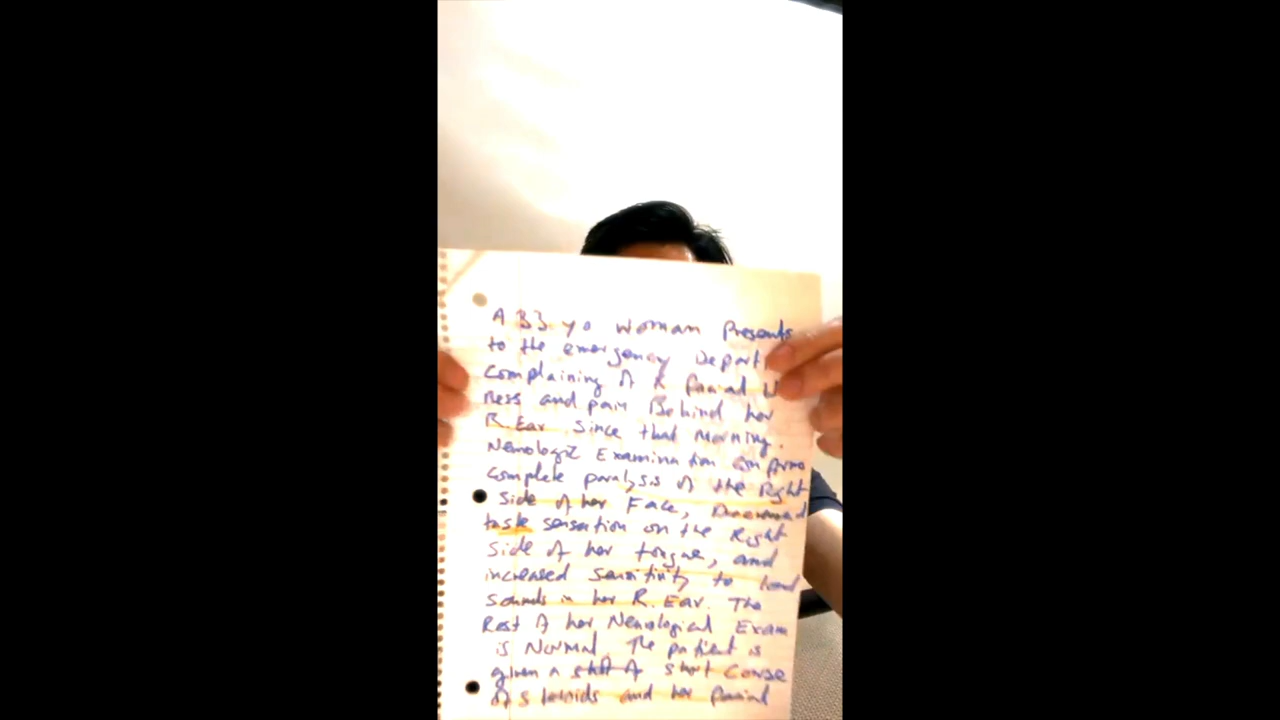 A 33 yo woman Presents
to the emergency Depart
Complaining of R facial W
ness and pain Behind her
R. Ear since that Morning.
Neurologic Examination confirms
complete paralysis of the Right
side of her Face, Decreased
taste sensation on the Right
side of her tongue, and
increased sensitivity to loud
sounds in her R. Ear. The
Rest of her Neurological Exam
is Normal. The patient is
given a short course
of steroids and her facial